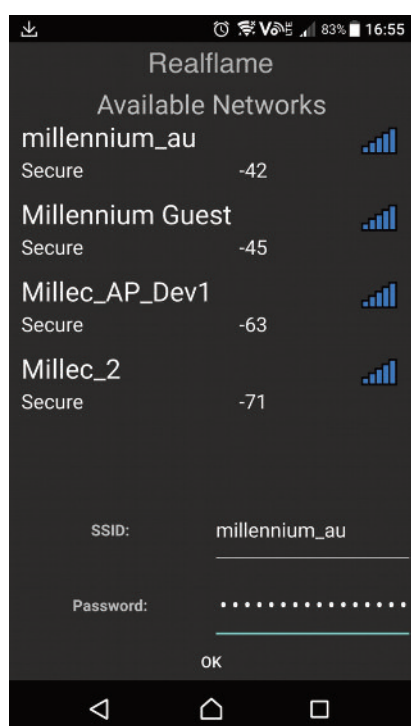 83% 16:55
Realflame
Available Networks
millennium_au
Secure -42
Millennium Guest
Secure -45
Millec_AP_Dev1
Secure -63
Millec_2
Secure -71
SSID: millennium_au
Password: ••••••••••••••••
OK